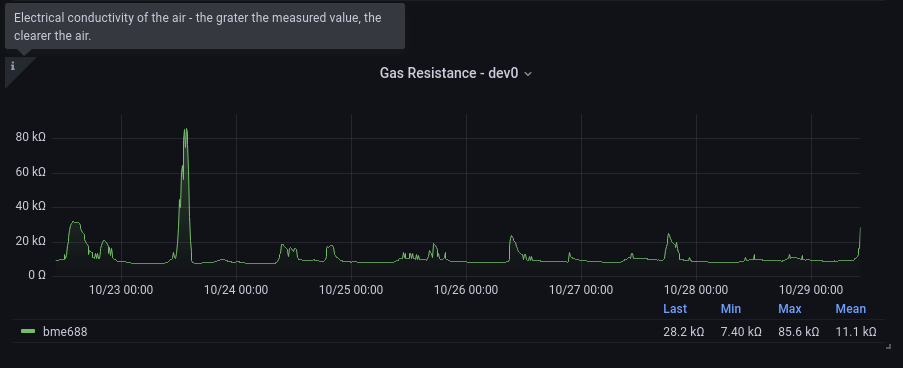 Electrical conductivity of the air - the grater the measured value, the
clearer the air.
i
Gas Resistance - dev0
80 kΩ
60 kΩ
40 kΩ
20 kΩ
0 Ω
10/23 00:00 10/24 00:00 10/25 00:00 10/26 00:00 10/27 00:00 10/28 00:00 10/29 00:00
Last Min Max Mean
bme688 28.2 kΩ 7.40 kΩ 85.6 kΩ 11.1 kΩ